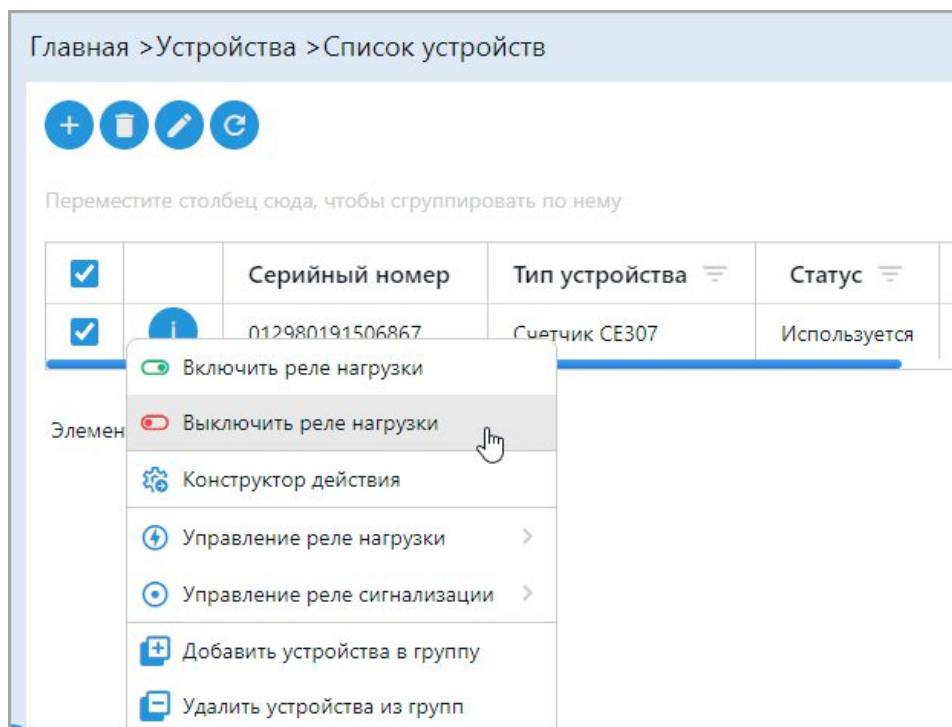 Главная >Устройства >Список устройств
Переместите столбец сюда, чтобы сгруппировать по нему
Серийный номер Тип устройства Статус
012980191506867 Счетчик СЕ307 Используется
Включить реле нагрузки
Элемен
Выключить реле нагрузки
Конструктор действия
Управление реле нагрузки
Управление реле сигнализации
Добавить устройства в группу
Удалить устройства из групп